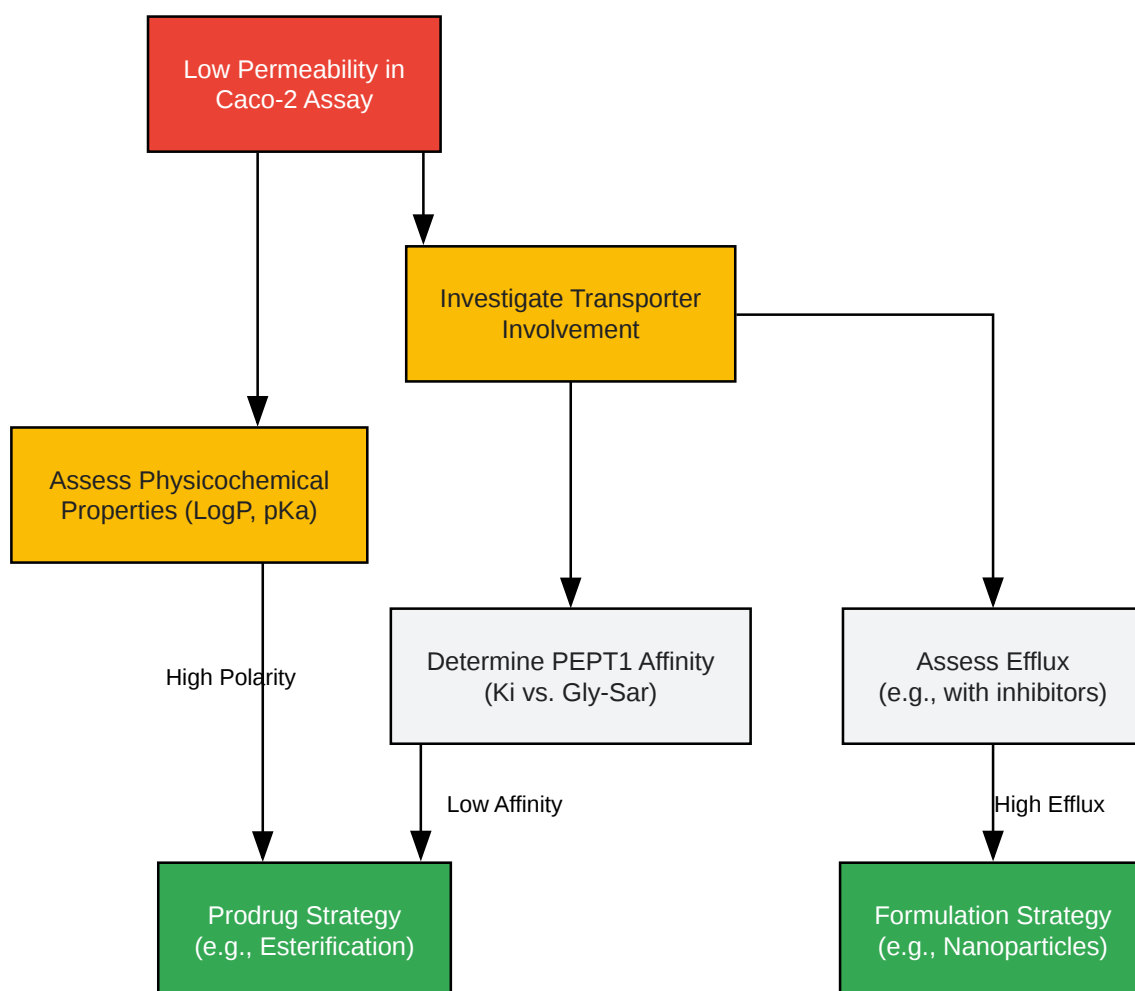 Low Permeability in
Caco-2 Assay
Investigate Transporter
Involvement
Assess Physicochemical
Properties (LogP, pKa)
High Polarity
Determine PEPT1 Affinity
(Ki vs. Gly-Sar)
Assess Efflux
(e.g., with inhibitors)
Low Affinity
High Efflux
Prodrug Strategy
(e.g., Esterification)
Formulation Strategy
(e.g., Nanoparticles)